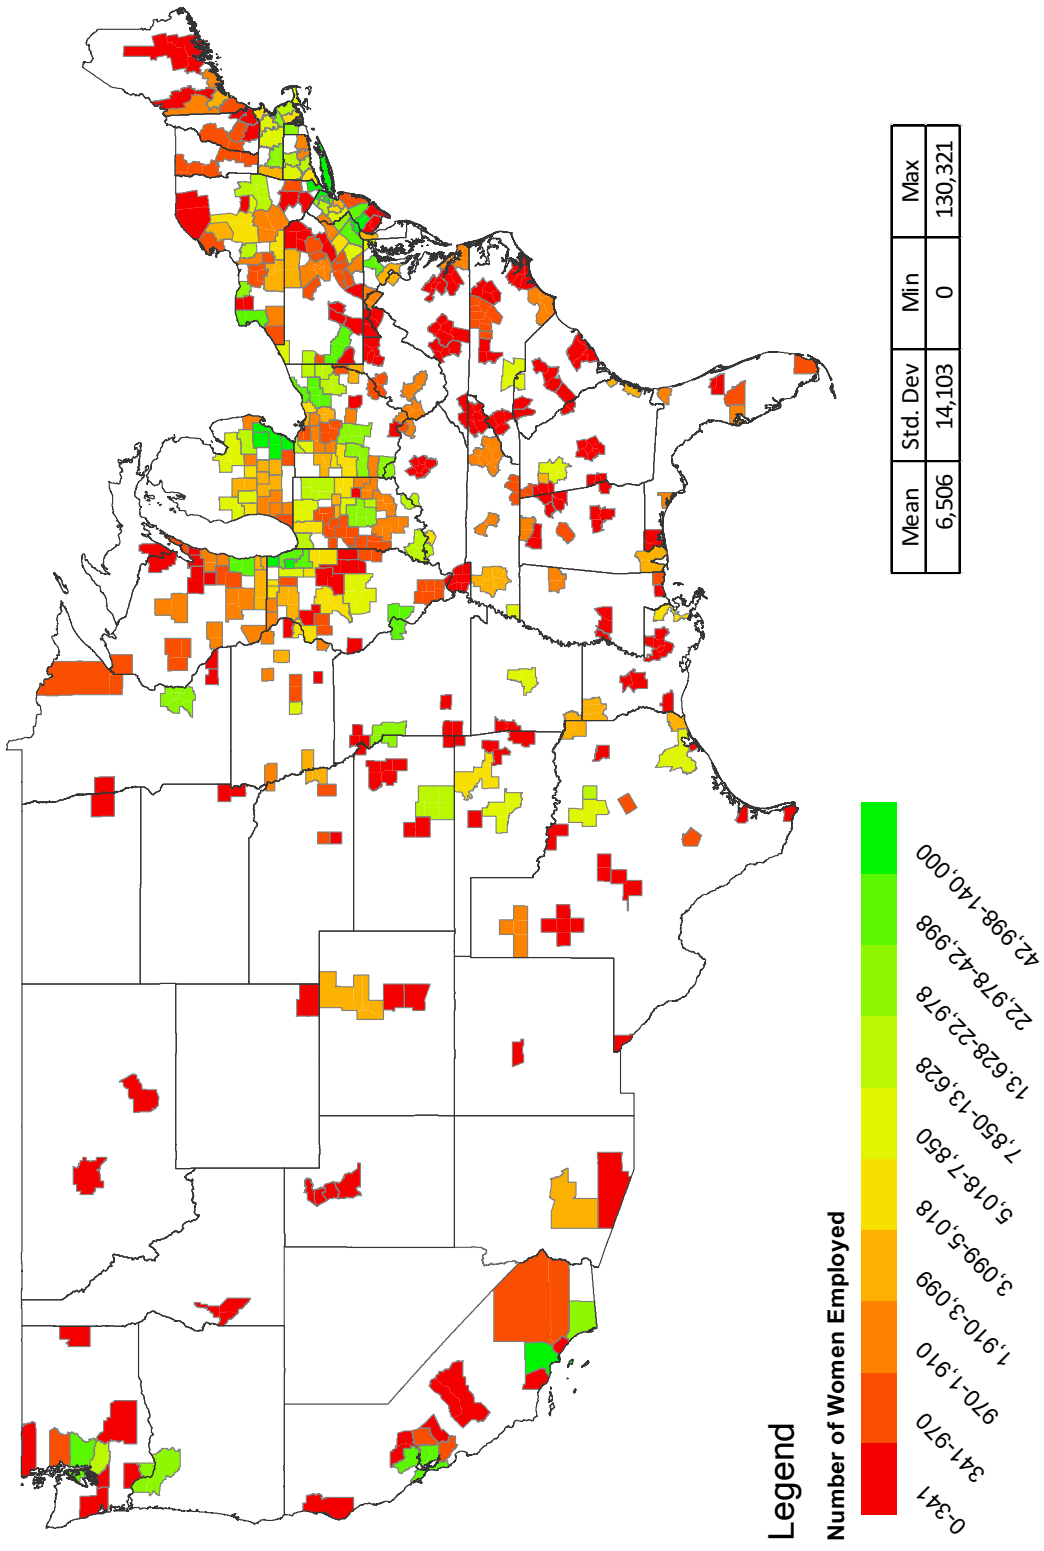 Legend
Number of Women Employed
0-341
341-970
970-1,910
1,910-3,099
3,099-5,018
5,018-7,850
7,850-13,628
13.628-22,978
22,978-42,998
42,998-140,000
Mean Std. Dev Min Max
6,506 14,103 0 130,321